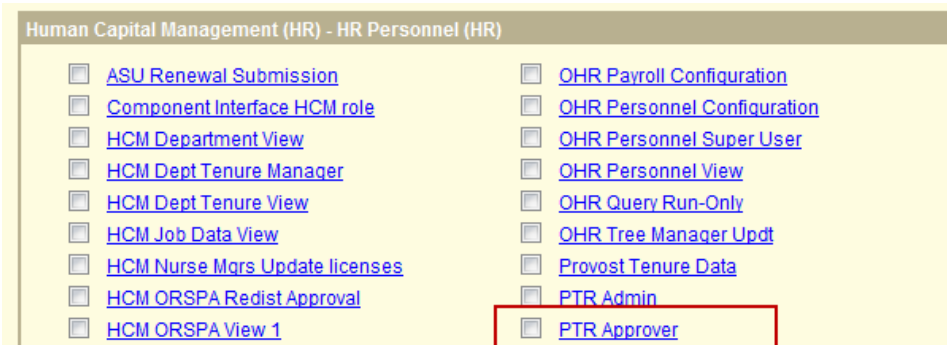 Human Capital Management (HR) - HR Personnel (HR)
ASU Renewal Submission
Component Interface HCM role
HCM Department View
HCM Dept Tenure Manager
HCM Dept Tenure View
HCM Job Data View
HCM Nurse Mgrs Update licenses
HCM ORSPA Redist Approval
HCM ORSPA View 1
OHR Payroll Configuration
OHR Personnel Configuration
OHR Personnel Super User
OHR Personnel View
OHR Query Run-Only
OHR Tree Manager Updt
Provost Tenure Data
PTR Admin
PTR Approver